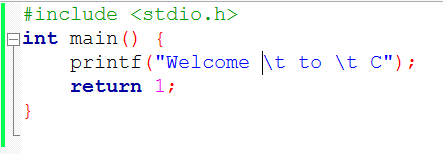 #include <stdio.h>
int main() {
    printf("Welcome \t to \t C");
    return 1;
}